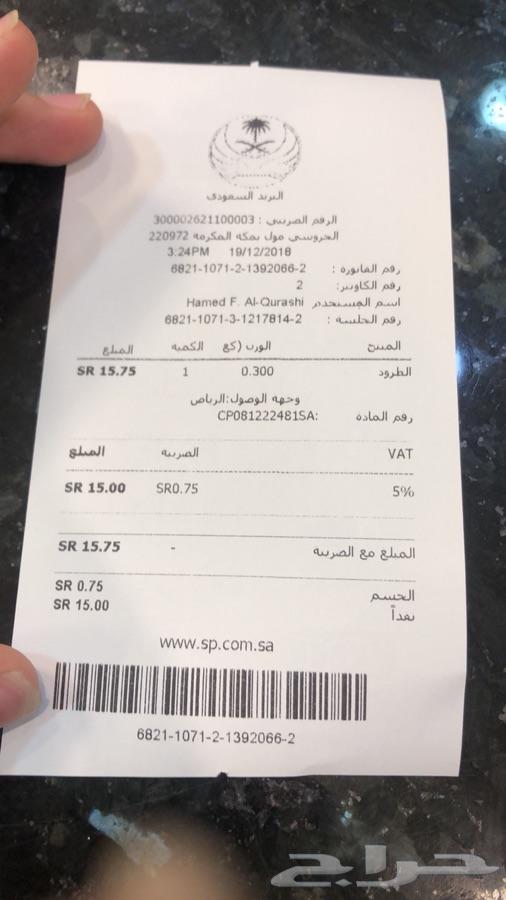 البريد السعودي
الرقم الضريبي : 300002621100003
العروسي مول بمكة المكرمة 220972
3:24PM 19/12/2018
رقم الفاتورة : 6821-1071-2-1392066-2
رقم الكاونتر: 2
اسم المستخدم Hamed F. Al-Qurashi
رقم الجلسة : 6821-1071-3-1217814-2
المنتج الوزن (كغ الكمية المبلغ
الطرود 0.300 1 SR 15.75
وجهة الوصول:الرياض
رقم المادة CP081222481SA:
VAT الضريبة المبلغ
5% SR0.75 SR 15.00
المبلغ مع الضريبة - SR 15.75
الحسم SR 0.75
نقداً SR 15.00
www.sp.com.sa
6821-1071-2-1392066-2
حراج